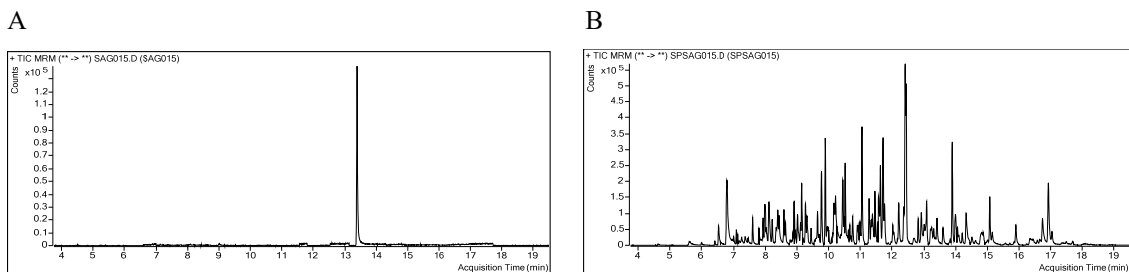 A
+ TIC MRM (** -> **) SAG015.D (SAG015)
Counts
x10 5
1.2
1.1
1
0.9
0.8
0.7
0.6
0.5
0.4
0.3
0.2
0.1
0
4 5 6 7 8 9 10 11 12 13 14 15 16 17 18 19
Acquisition Time (min)
B
+ TIC MRM (** -> **) SPSAG015.D (SPSAG015)
Counts
x10 5
5
4.5
4
3.5
3
2.5
2
1.5
1
0.5
0
4 5 6 7 8 9 10 11 12 13 14 15 16 17 18 19
Acquisition Time (min)